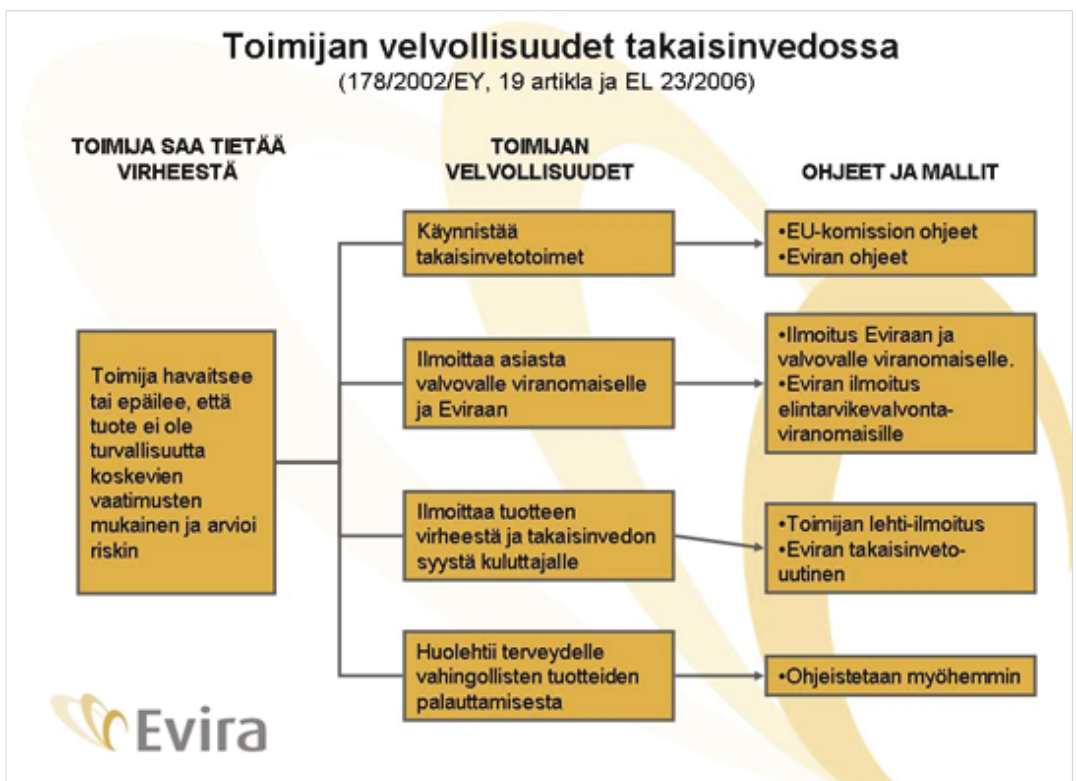 Toimijan velvollisuudet takaisinvedossa
(178/2002/EY, 19 artikla ja EL 23/2006)
TOIMIJA SAA TIETÄÄ
VIRHEESTÄ
TOIMIJAN
VELVOLLISUUDET
OHJEET JA MALLIT
Toimija havaitsee
tai epäilee, että
tuote ei ole
turvallisuutta
koskevien
vaatimusten
mukainen ja arvioi
riskin
Käynnistää
takaisinvetotoimet
•EU-komission ohjeet
•Eviran ohjeet
Ilmoittaa asiasta
valvovalle viranomaiselle
ja Eviraan
•Ilmoitus Eviraan ja
valvovalle viranomaiselle.
•Eviran ilmoitus
elintarvikevalvonta-
viranomaisille
Ilmoittaa tuotteen
virheestä ja takaisinvedon
syystä kuluttajalle
•Toimijan lehti-ilmoitus
•Eviran takaisinveto-
uutinen
Huolehtii terveydelle
vahingollisten tuotteiden
palauttamisesta
•Ohjeistetaan myöhemmin
Evira